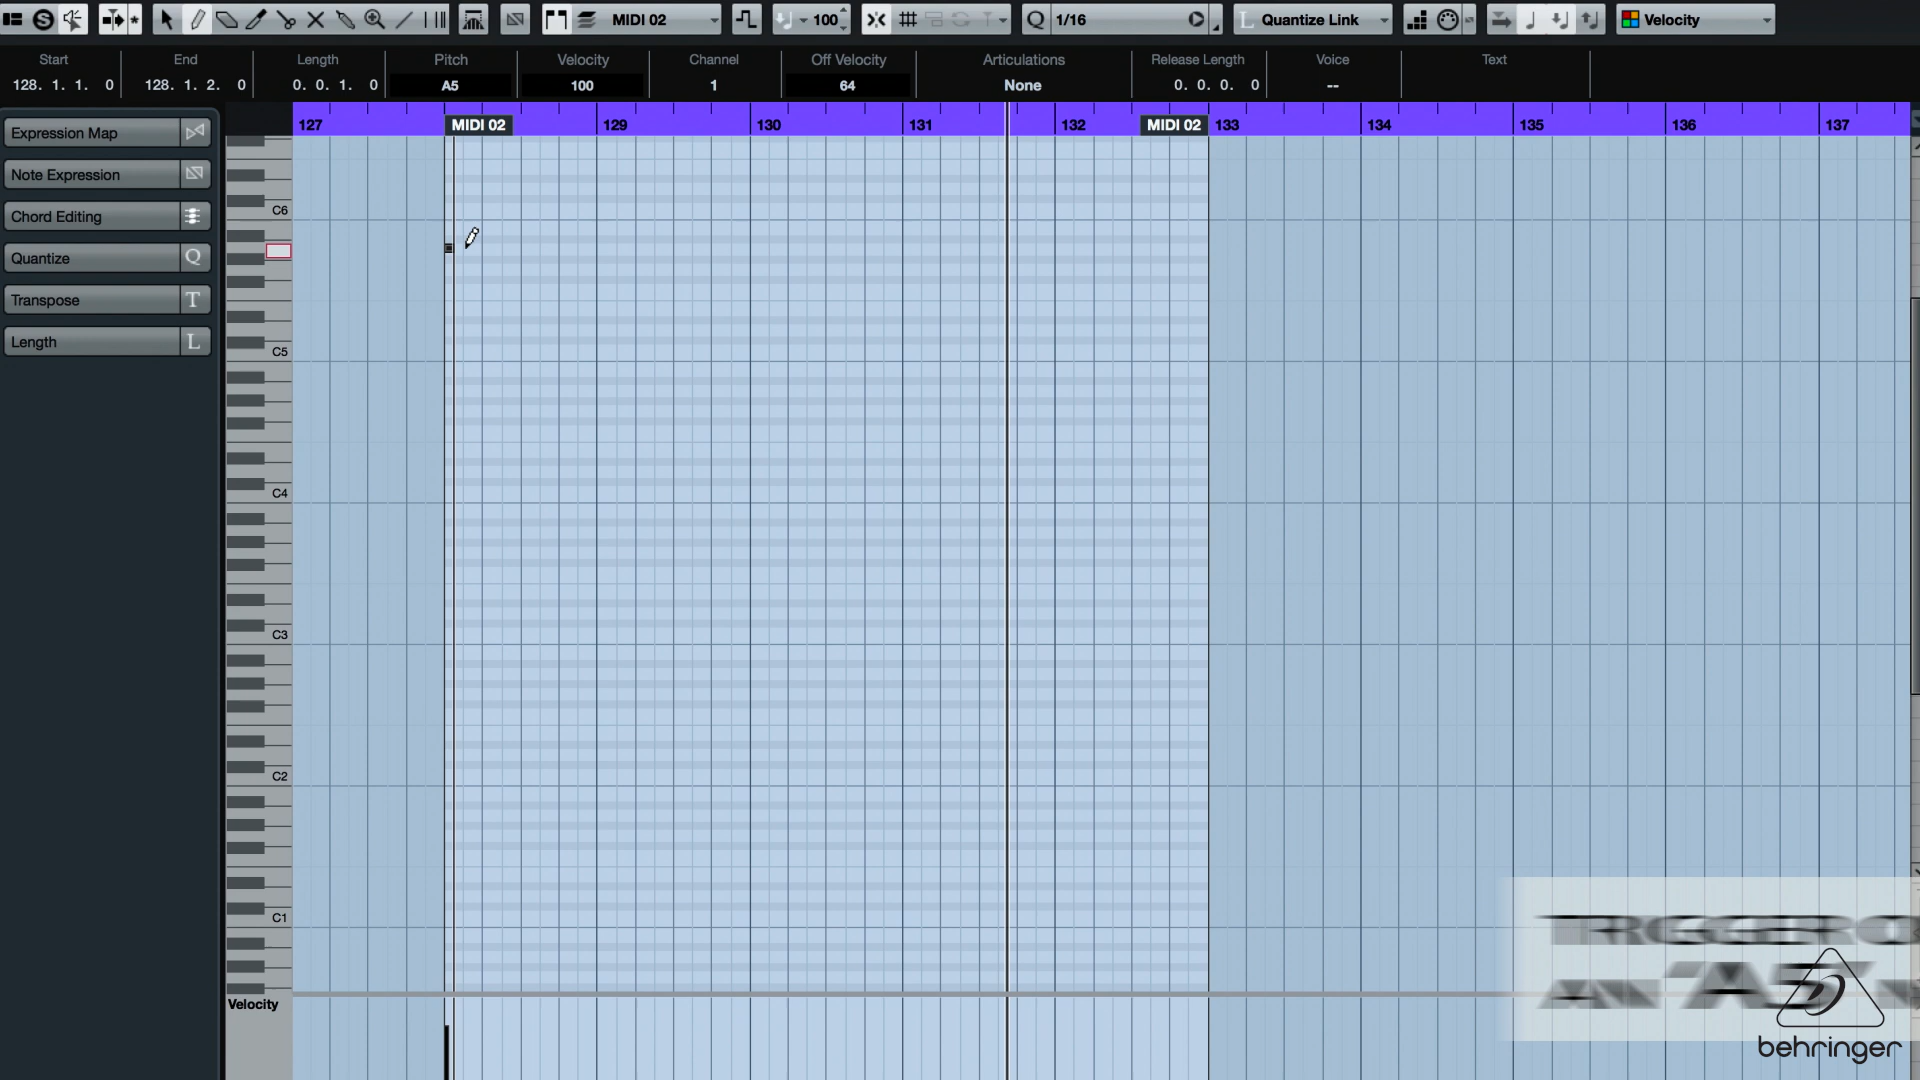 MIDI 02 100 Q 1/16 L Quantize Link Velocity
Start End Length Pitch Velocity Channel Off Velocity Articulations Release Length Voice Text
128. 1. 1. 0 128. 1. 2. 0 0. 0. 1. 0 A5 100 1 64 None 0. 0. 0. 0 --
127 MIDI 02 129 130 131 132 MIDI 02 133 134 135 136 137
Expression Map
Note Expression
Chord Editing
Quantize Q
Transpose T
Length L
C6
C5
C4
C3
C2
C1
Velocity
behringer